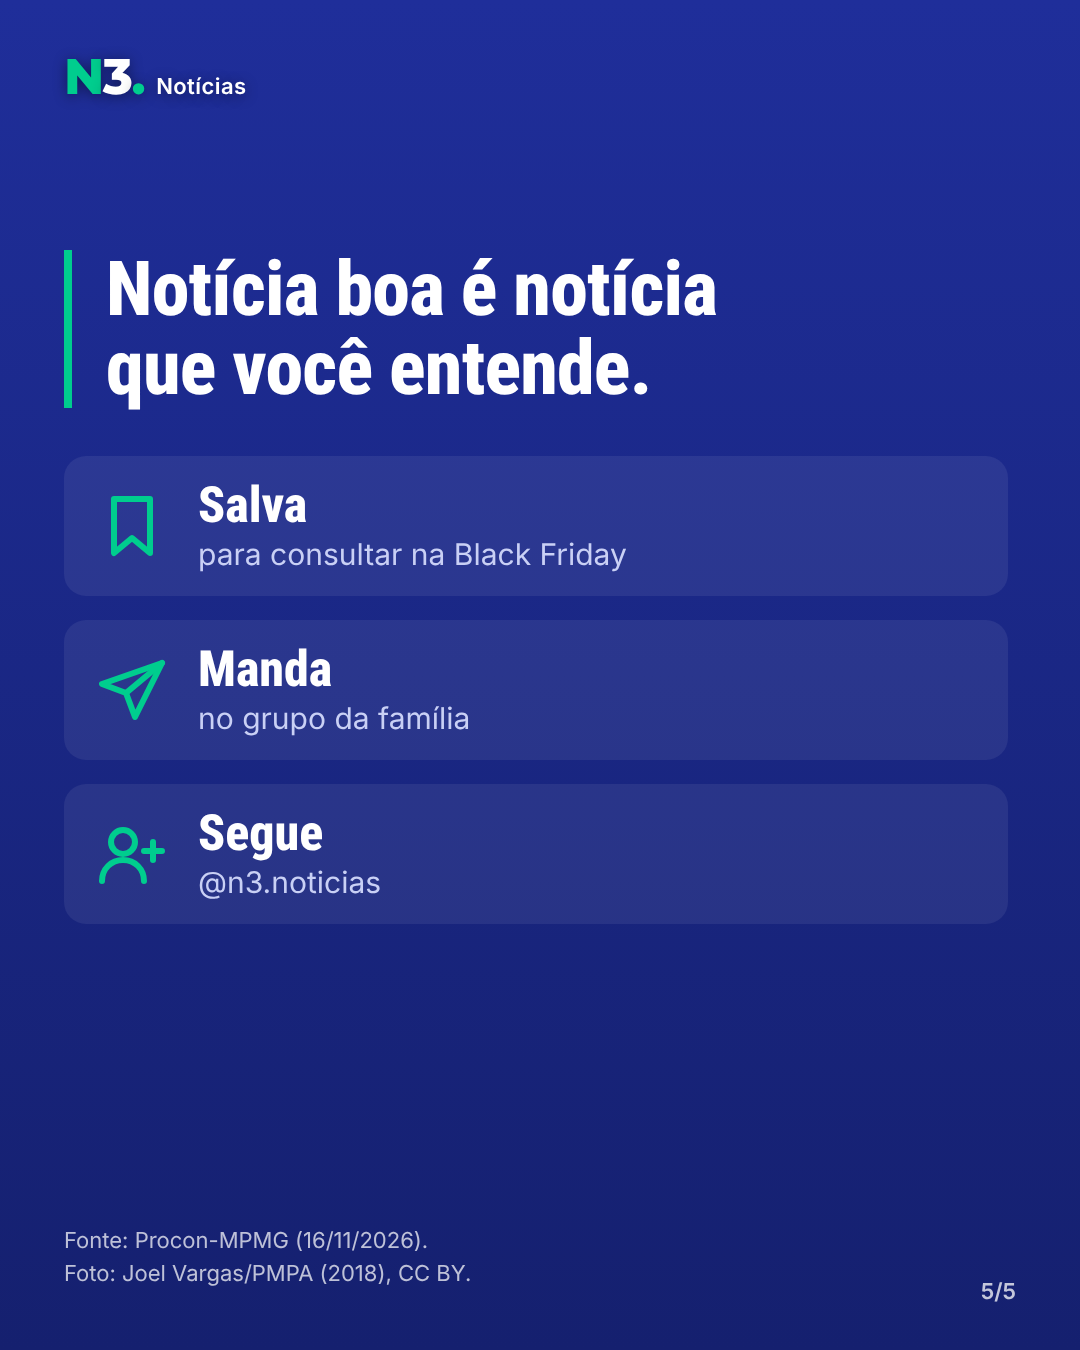 N3. Notícias
Notícia boa é notícia
que você entende.
Salva
para consultar na Black Friday
Manda
no grupo da família
Segue
@n3.noticias
Fonte: Procon-MPMG (16/11/2026).
Foto: Joel Vargas/PMPA (2018), CC BY.
5/5